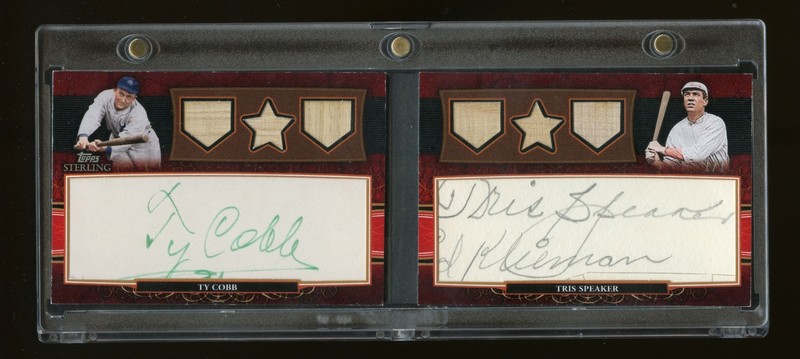 Topps
STERLING
Ty Cobb
TY COBB
Tris Speaker
Ed Klieman
TRIS SPEAKER